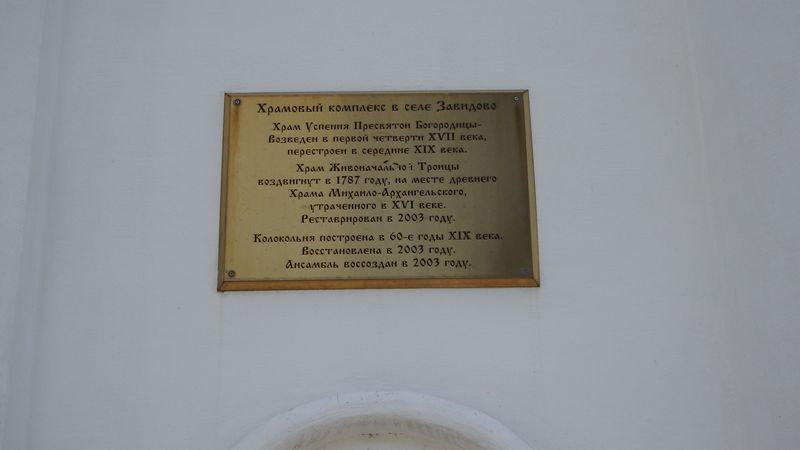 Храмовый комплекс в селе Завидово
Храм Успения Пресвятои Богородицы-
Возведен в первой четверти XVII века,
перестроен в середине XIX века.
Храм Живоначальной Троицы
воздвигнут в 1787 году, на месте древнего
Храма Михаило-Архангельского,
утраченного в XVI веке.
Реставрирован в 2003 году.
Колокольня построена в 60-е годы XIX века.
Восстановлена в 2003 году.
Ансамбль воссоздан в 2003 году.